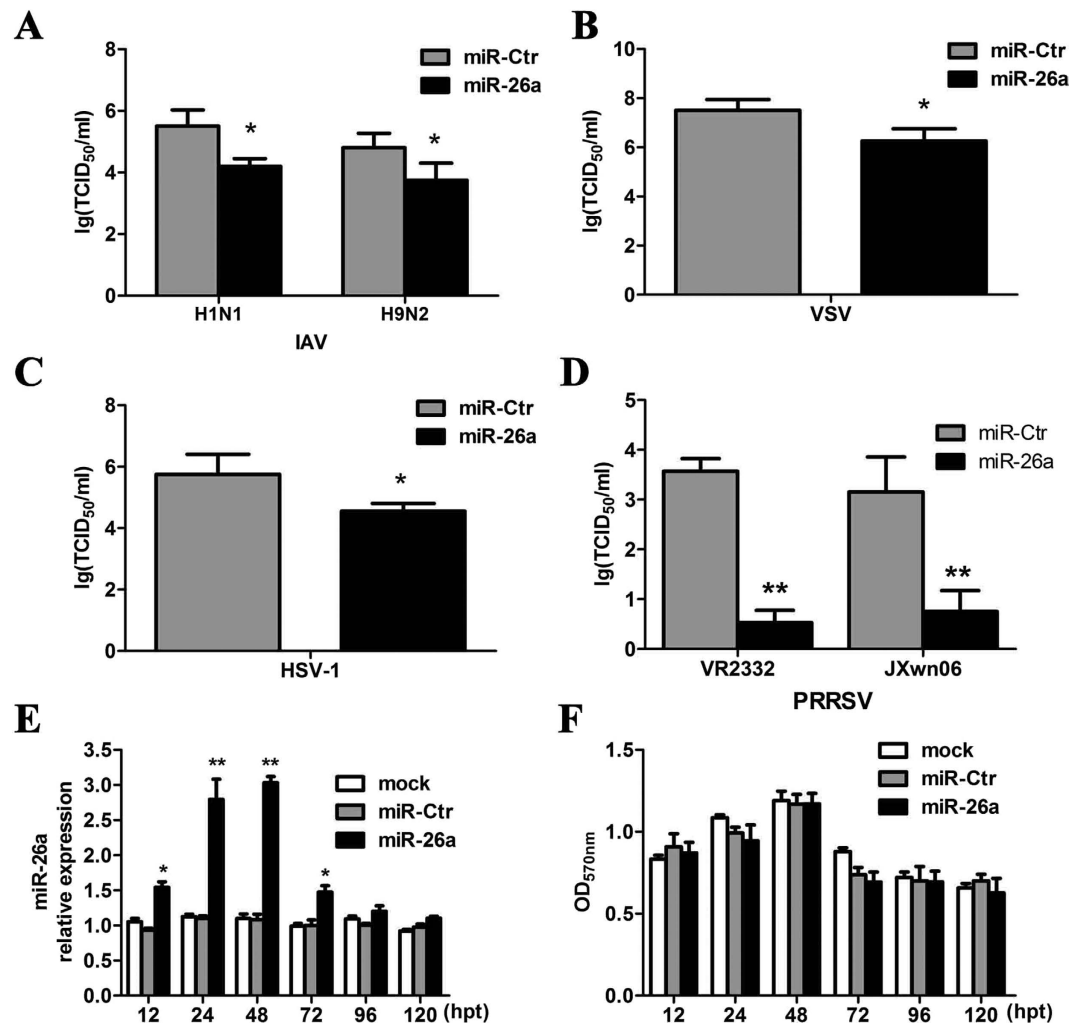 A
8
6
4
2
0
lg(TCID50/ml)
miR-Ctr
miR-26a
*
*
H1N1
H9N2
IAV
B
10
8
6
4
2
0
lg(TCID50/ml)
miR-Ctr
miR-26a
*
VSV
C
8
6
4
2
0
lg(TCID50/ml)
miR-Ctr
miR-26a
*
HSV-1
D
5
4
3
2
1
0
lg(TCID50/ml)
miR-Ctr
miR-26a
**
**
VR2332
JXwn06
PRRSV
E
3.5
3.0
2.5
2.0
1.5
1.0
0.5
0.0
miR-26a
relative expression
mock
miR-Ctr
miR-26a
*
**
**
*
12 24 48 72 96 120 (hpt)
F
1.5
1.0
0.5
0.0
OD570nm
mock
miR-Ctr
miR-26a
12 24 48 72 96 120 (hpt)